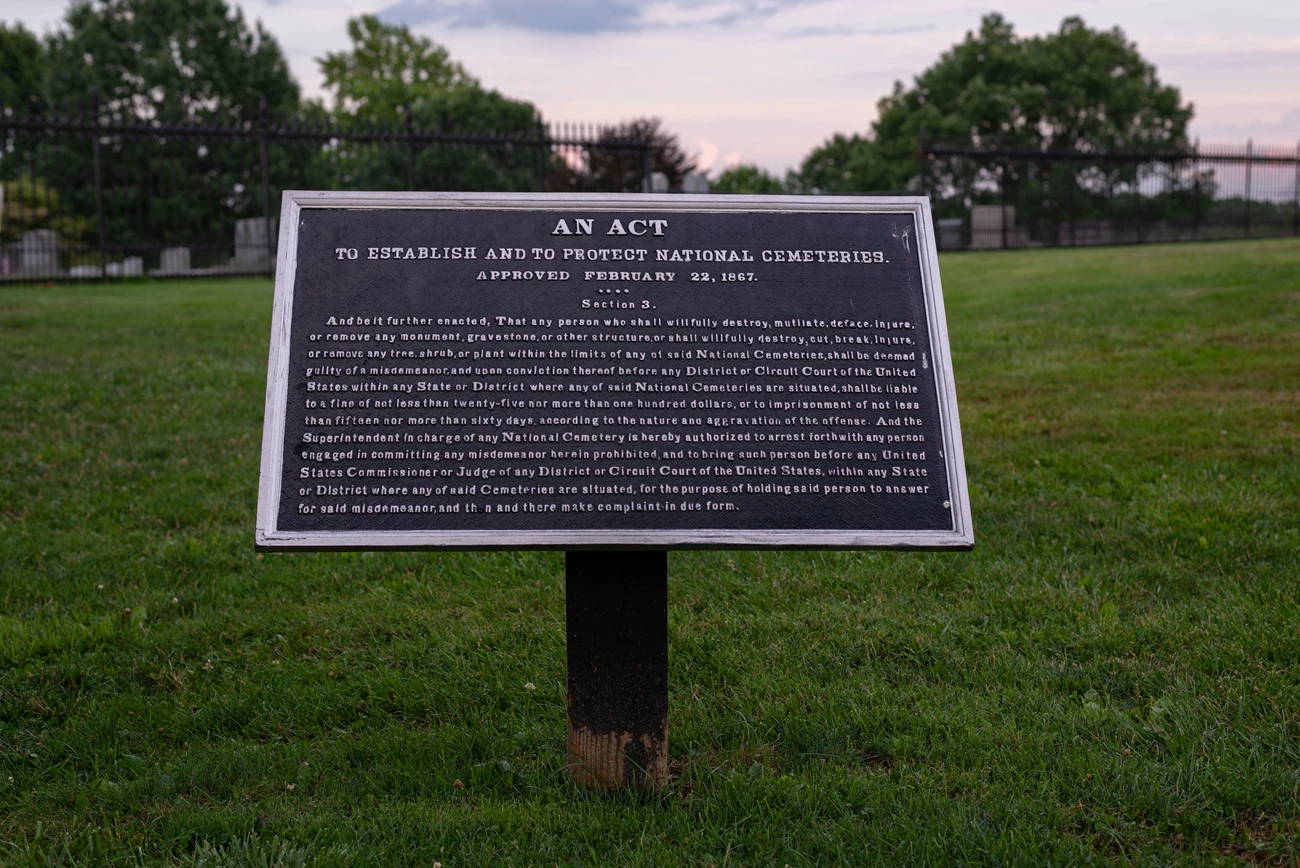 AN ACT
TO ESTABLISH AND TO PROTECT NATIONAL CEMETERIES.
APPROVED FEBRUARY 22, 1867.
....
Section 3.
And be it further enacted, That any person who shall willfully destroy, mutilate, deface, injure,
or remove any monument, gravestone, or other structure, or shall willfully destroy, cut, break, injure,
or remove any tree, shrub, or plant within the limits of any of said National Cemeteries, shall be deemed
guilty of a misdemeanor, and upon conviction thereof before any District or Circuit Court of the United
States within any State or District where any of said National Cemeteries are situated, shall be liable
to a fine of not less than twenty-five nor more than one hundred dollars, or to imprisonment of not less
than fifteen nor more than sixty days, according to the nature and aggravation of the offense. And the
Superintendent in charge of any National Cemetery is hereby authorized to arrest forthwith any person
engaged in committing any misdemeanor herein prohibited, and to bring such person before any United
States Commissioner or Judge of any District or Circuit Court of the United States, within any State
or District where any of said Cemeteries are situated, for the purpose of holding said person to answer
for said misdemeanor, and th n and there make complaint in due form.